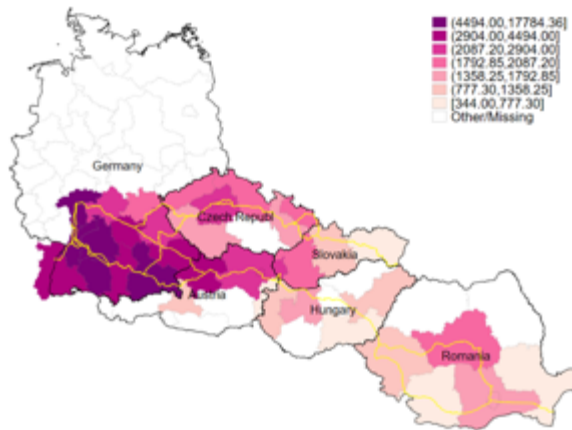 (4494.00,17784.36]
(2904.00,4494.00]
(2087.20,2904.00]
(1792.85,2087.20]
(1358.25,1792.85]
(777.30,1358.25]
[344.00,777.30]
Other/Missing
Germany
Czech Republ
Slovakia
Austria
Hungary
Romania